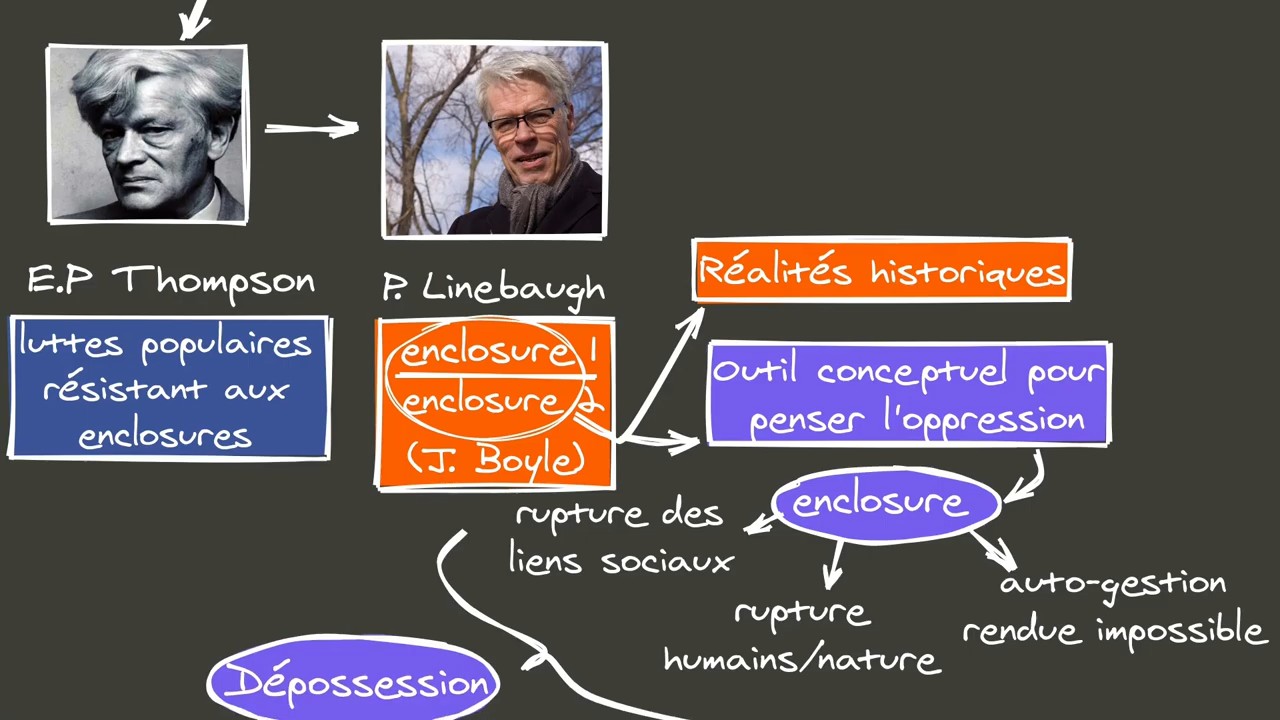 E.P Thompson
luttes populaires
résistant aux
enclosures
P. Linebaugh
enclosure 1
enclosure 2
(J. Boyle)
Réalités historiques
Outil conceptuel pour
penser l'oppression
enclosure
rupture des
liens sociaux
rupture
humains/nature
auto-gestion
rendue impossible
Dépossession